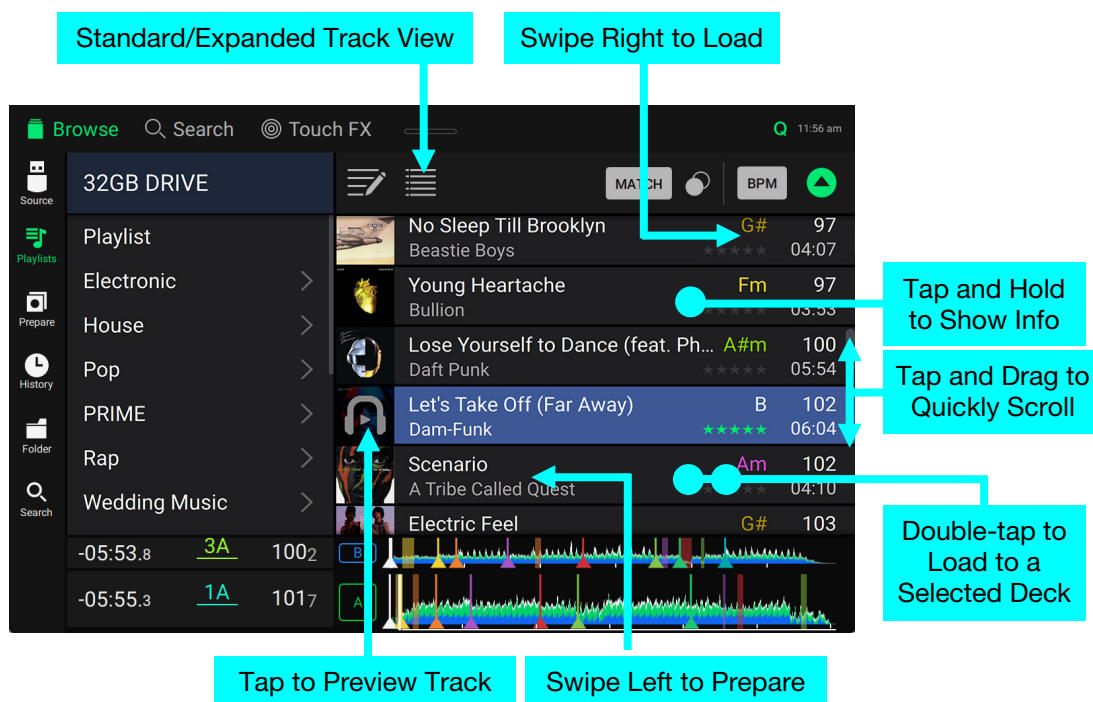 Standard/Expanded Track View
Swipe Right to Load
Browse
Search
Touch FX
Q
11:56 am
Source
32GB DRIVE
MATCH
BPM
Playlists
Prepare
History
Folder
Search
Playlist
Electronic
House
Pop
PRIME
Rap
Wedding Music
No Sleep Till Brooklyn G# 97
Beastie Boys ★★★★★ 04:07
Young Heartache Fm 97
Bullion 03:53
Lose Yourself to Dance (feat. Ph... A#m 100
Daft Punk ★★★★★ 05:54
Let's Take Off (Far Away) B 102
Dam-Funk ★★★★★ 06:04
Scenario Am 102
A Tribe Called Quest 04:10
Electric Feel G# 103
Tap and Hold
to Show Info
Tap and Drag to
Quickly Scroll
Double-tap to
Load to a
Selected Deck
-05:53.8 3A 1002 B
-05:55.3 1A 1017 A
Tap to Preview Track
Swipe Left to Prepare